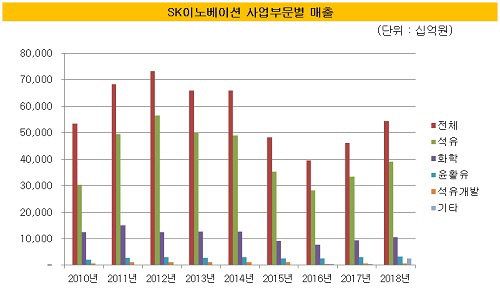 SK이노베이션 사업부문별 매출
(단위 : 십억원)
80,000
70,000
60,000
50,000
40,000
30,000
20,000
10,000
-
2010년 2011년 2012년 2013년 2014년 2015년 2016년 2017년 2018년
전체
석유
화학
윤활유
석유개발
기타